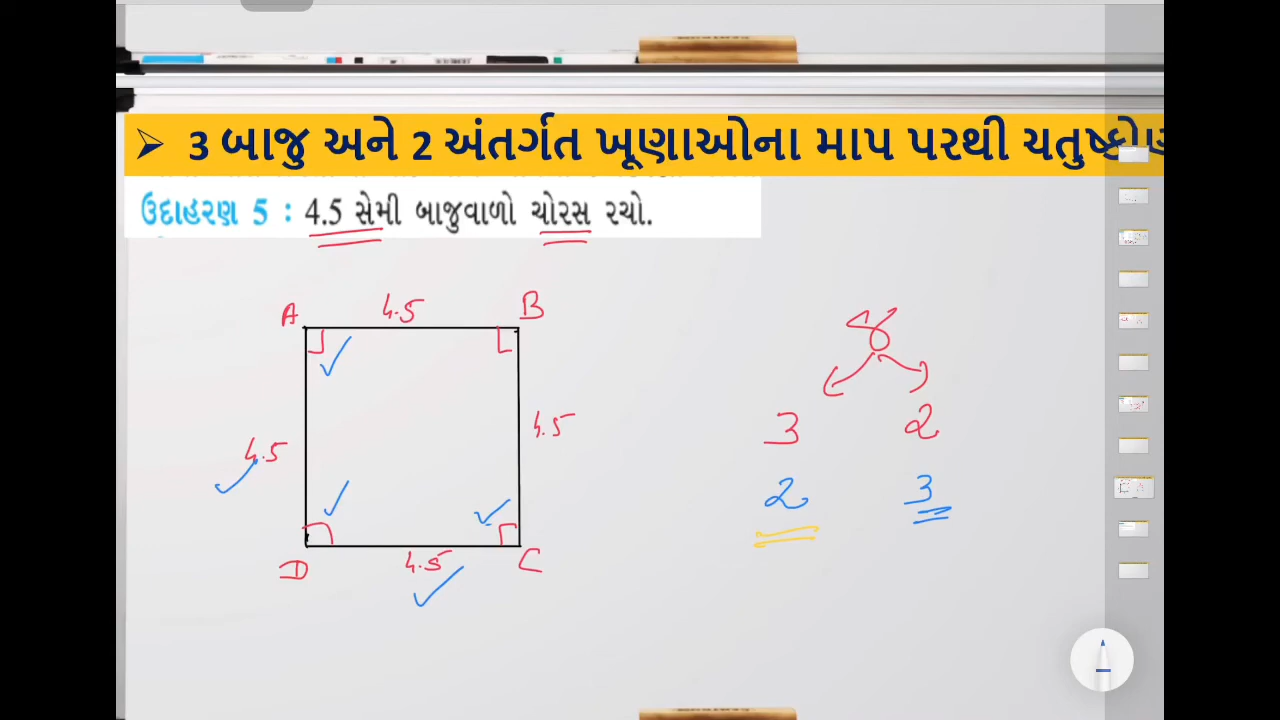 ➢ 3 બાજુ અને 2 અંતર્ગત ખૂણાઓના માપ પરથી ચતુષ્કોણ
ઉદાહરણ 5 : 4.5 સેમી બાજુવાળો ચોરસ રચો.
A 4.5 B
8
4.5 4.5
3 2
2 3
D 4.5 C